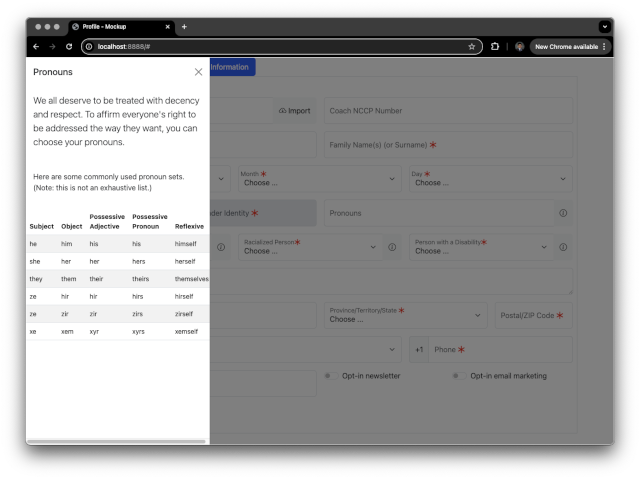 Profile - Mockup
localhost:8888/#
New Chrome available
Pronouns
Information
We all deserve to be treated with decency
and respect. To affirm everyone's right to
be addressed the way they want, you can
choose your pronouns.
Here are some commonly used pronoun sets.
(Note: this is not an exhaustive list.)
Subject Object Possessive Adjective Possessive Pronoun Reflexive
he him his his himself
she her her hers herself
they them their theirs themselves
ze hir hir hirs hirself
ze zir zir zirs zirself
xe xem xyr xyrs xemself
Import
Coach NCCP Number
Family Name(s) (or Surname) *
Month *
Choose ...
Day *
Choose ...
der Identity *
Pronouns
Racialized Person*
Choose ...
Person with a Disability*
Choose ...
Province/Territory/State *
Choose ...
Postal/ZIP Code *
+1 Phone *
Opt-in newsletter
Opt-in email marketing